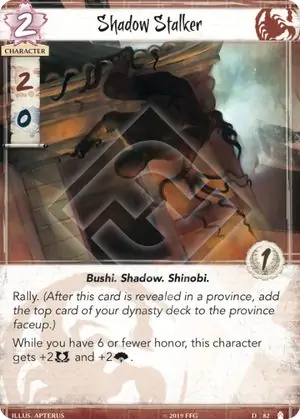 2
Shadow Stalker
CHARACTER
2
0
Bushi. Shadow. Shinobi.
1
Rally. (After this card is revealed in a province, add
the top card of your dynasty deck to the province
faceup.)
While you have 6 or fewer honor, this character
gets +2 and +2.
ILLUS. APTERUS
© 2019 FFG
D 82